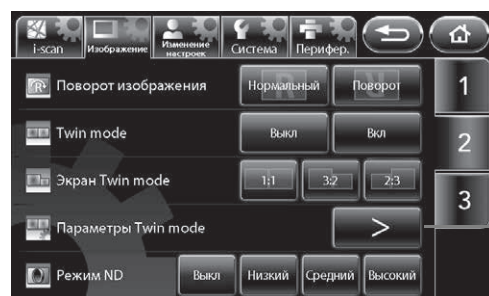 i-scan Изображение Изменение настроек Система Перифер.
Поворот изображения Нормальный Поворот 1
Twin mode Выкл Вкл 2
Экран Twin mode 1:1 3:2 2:3
3
Параметры Twin mode >
Режим ND Выкл Низкий Средний Высокий